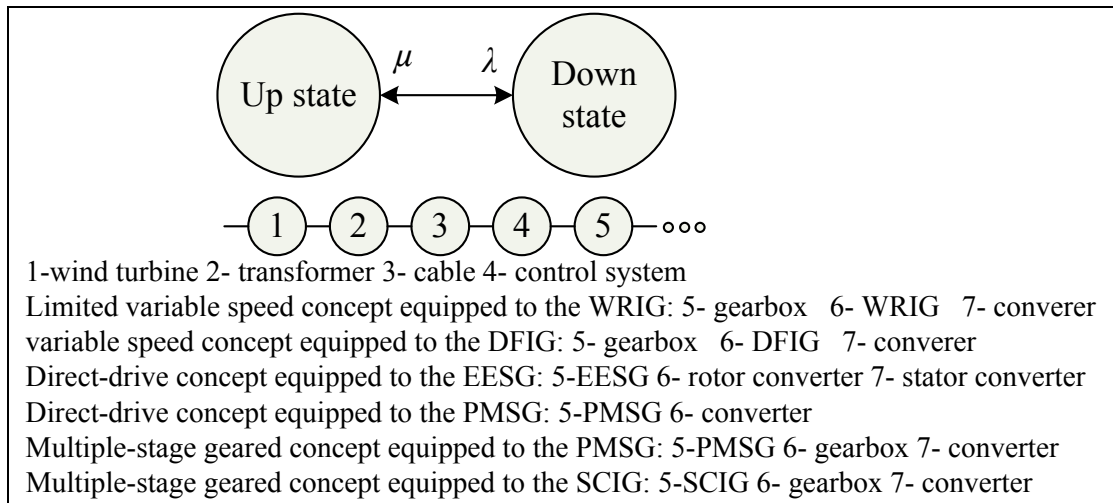 μ λ
Up state
Down
state
1 2 3 4 5
1-wind turbine 2- transformer 3- cable 4- control system
Limited variable speed concept equipped to the WRIG: 5- gearbox 6- WRIG 7- converer
variable speed concept equipped to the DFIG: 5- gearbox 6- DFIG 7- converer
Direct-drive concept equipped to the EESG: 5-EESG 6- rotor converter 7- stator converter
Direct-drive concept equipped to the PMSG: 5-PMSG 6- converter
Multiple-stage geared concept equipped to the PMSG: 5-PMSG 6- gearbox 7- converter
Multiple-stage geared concept equipped to the SCIG: 5-SCIG 6- gearbox 7- converter